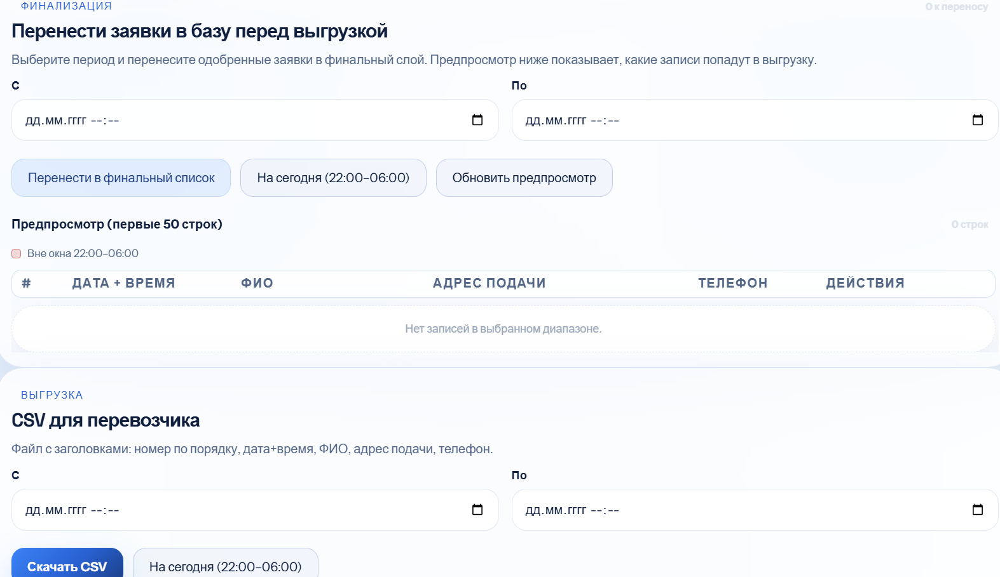 ФИНАЛИЗАЦИЯ
0 к переносу
Перенести заявки в базу перед выгрузкой
Выберите период и перенесите одобренные заявки в финальный слой. Предпросмотр ниже показывает, какие записи попадут в выгрузку.
С По
дд.мм.гггг --:-- дд.мм.гггг --:--
Перенести в финальный список На сегодня (22:00–06:00) Обновить предпросмотр
Предпросмотр (первые 50 строк) 0 строк
Вне окна 22:00–06:00
# ДАТА + ВРЕМЯ ФИО АДРЕС ПОДАЧИ ТЕЛЕФОН ДЕЙСТВИЯ
Нет записей в выбранном диапазоне.
ВЫГРУЗКА
CSV для перевозчика
Файл с заголовками: номер по порядку, дата+время, ФИО, адрес подачи, телефон.
С По
дд.мм.гггг --:-- дд.мм.гггг --:--
Скачать CSV На сегодня (22:00–06:00)